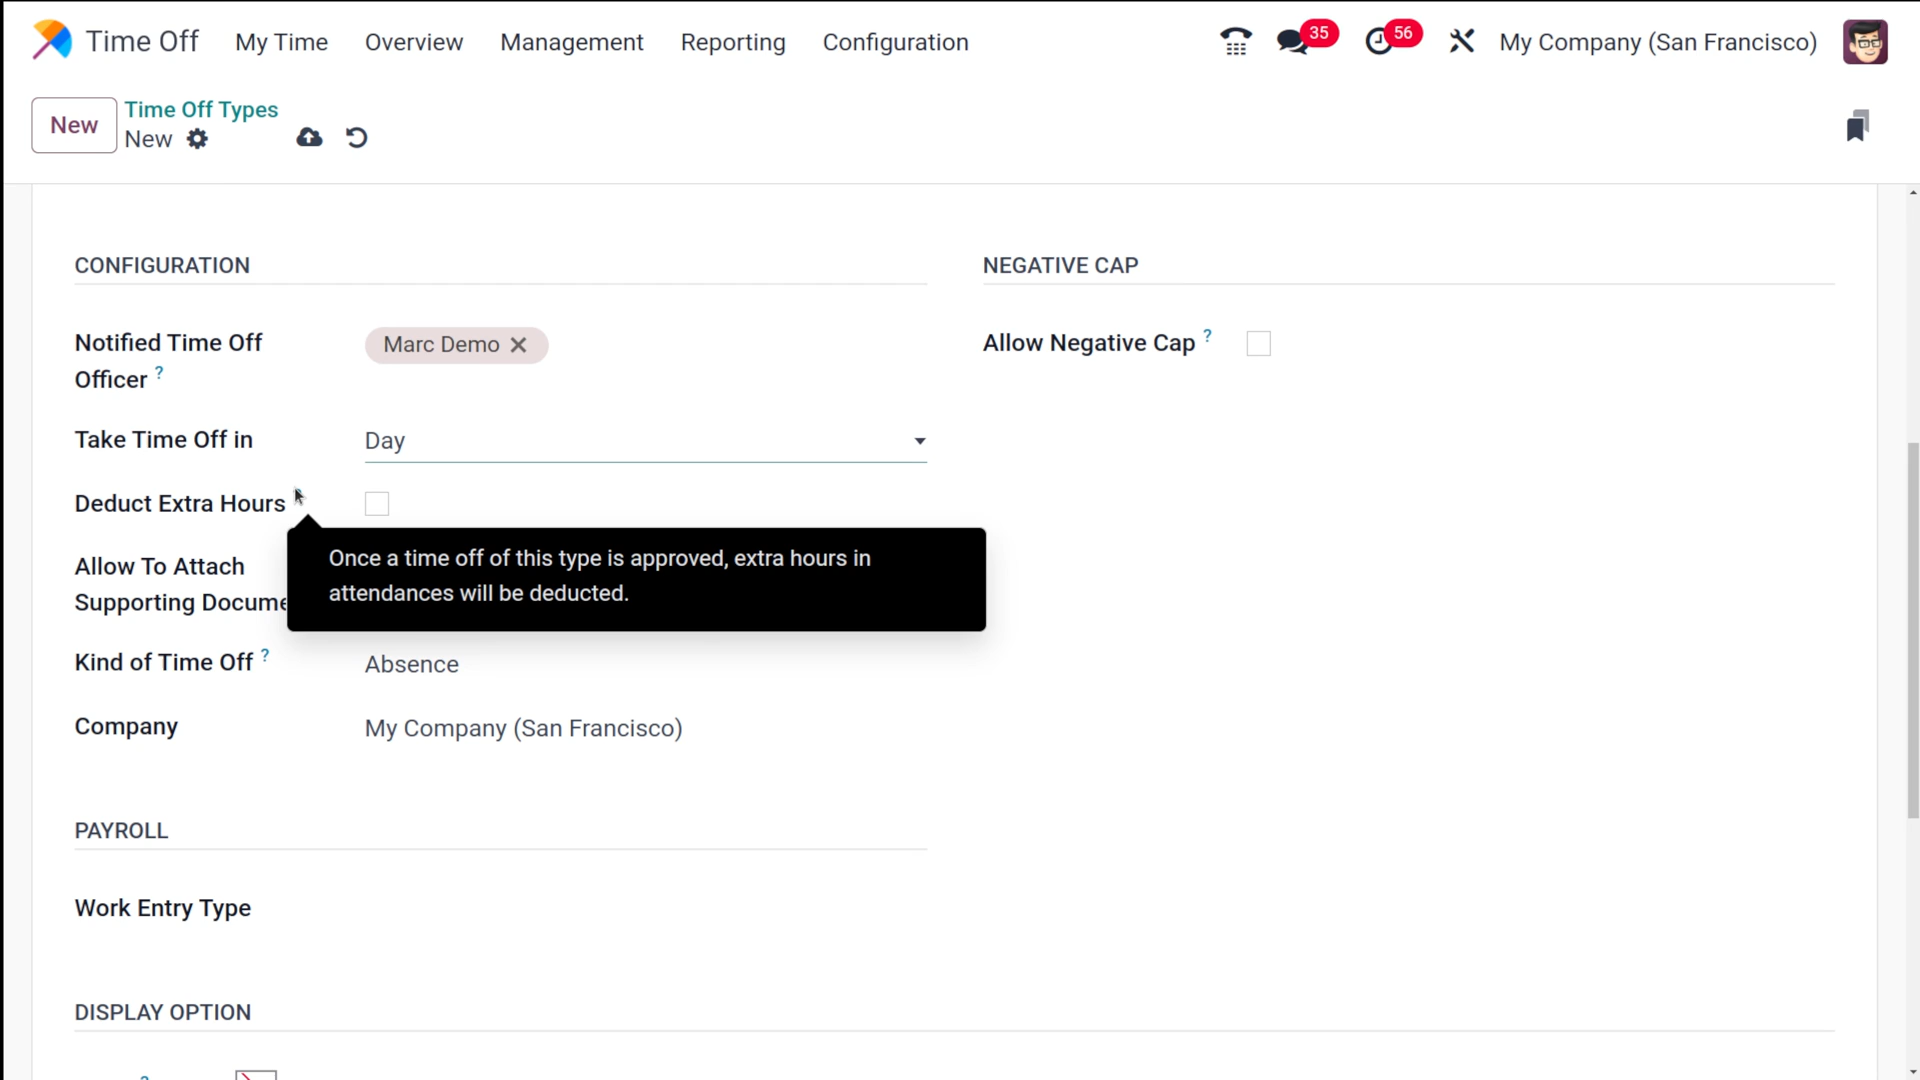 Time Off My Time Overview Management Reporting Configuration 35 56 My Company (San Francisco)
New
Time Off Types
New
CONFIGURATION
NEGATIVE CAP
Notified Time Off
Officer ?
Marc Demo
Allow Negative Cap ?
Take Time Off in
Day
Deduct Extra Hours
Once a time off of this type is approved, extra hours in
attendances will be deducted.
Allow To Attach
Supporting
Kind of Time Off ?
Absence
Company
My Company (San Francisco)
PAYROLL
Work Entry Type
DISPLAY OPTION